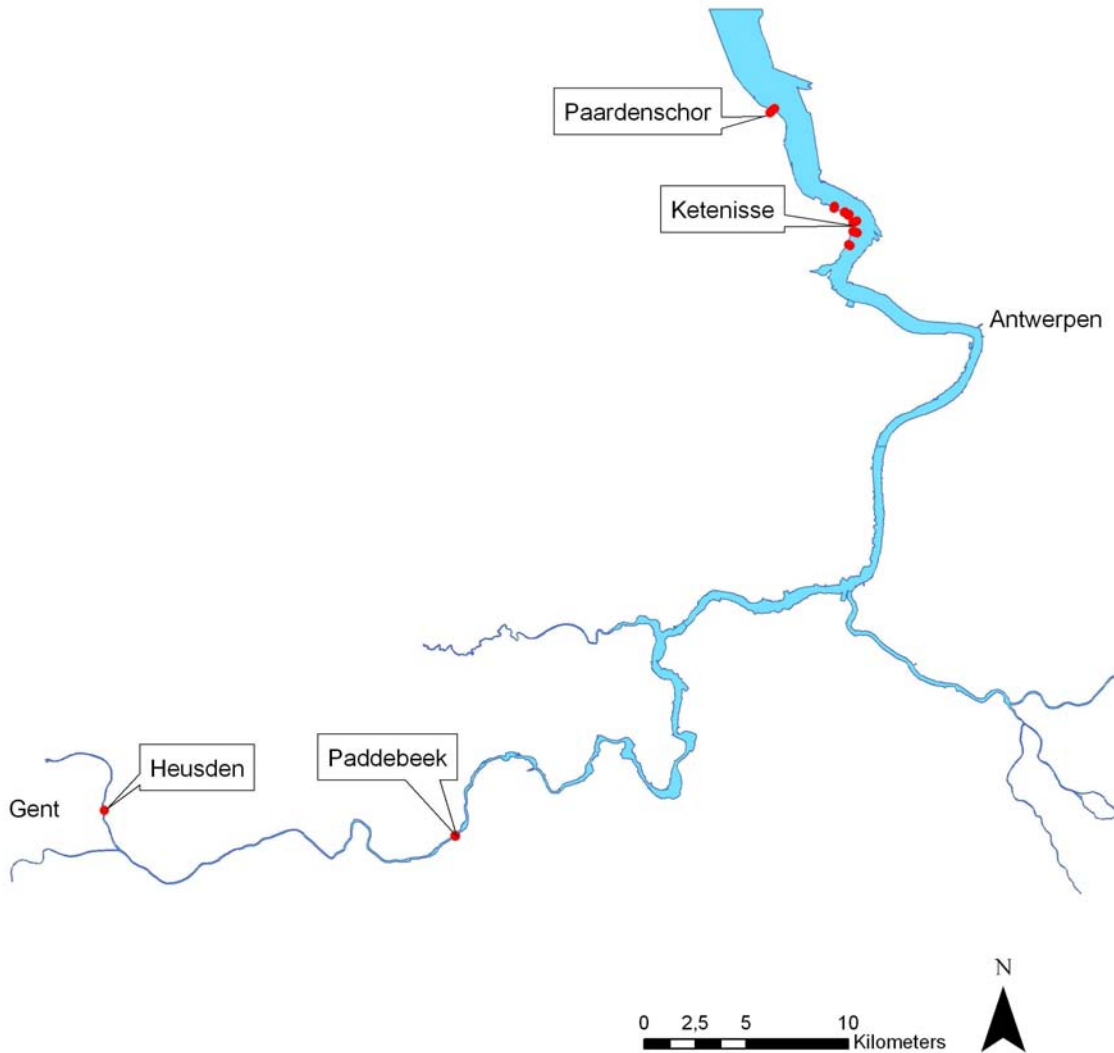 Paardenschor
Ketenisse
Antwerpen
Paddebeek
Heusden
Gent
N
0 2,5 5 10
Kilometers